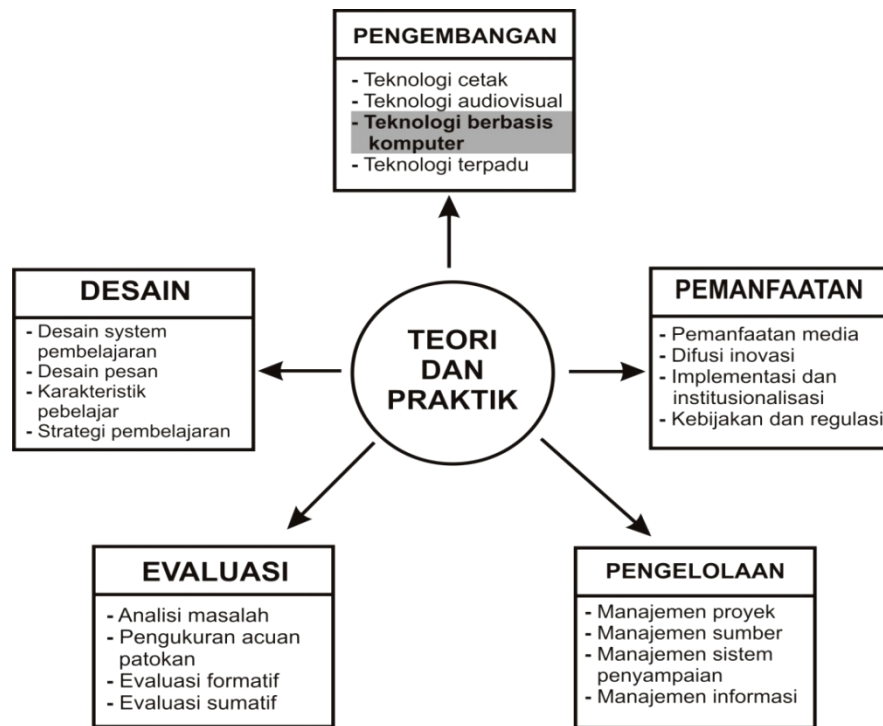 PENGEMBANGAN
- Teknologi cetak
- Teknologi audiovisual
- Teknologi berbasis
komputer
- Teknologi terpadu
DESAIN
- Desain system
pembelajaran
- Desain pesan
- Karakteristik
pebelajar
- Strategi pembelajaran
TEORI
DAN
PRAKTIK
PEMANFAATAN
- Pemanfaatan media
- Difusi inovasi
- Implementasi dan
institusionalisasi
- Kebijakan dan regulasi
EVALUASI
- Analisi masalah
- Pengukuran acuan
patokan
- Evaluasi formatif
- Evaluasi sumatif
PENGELOLAAN
- Manajemen proyek
- Manajemen sumber
- Manajemen sistem
penyampaian
- Manajemen informasi